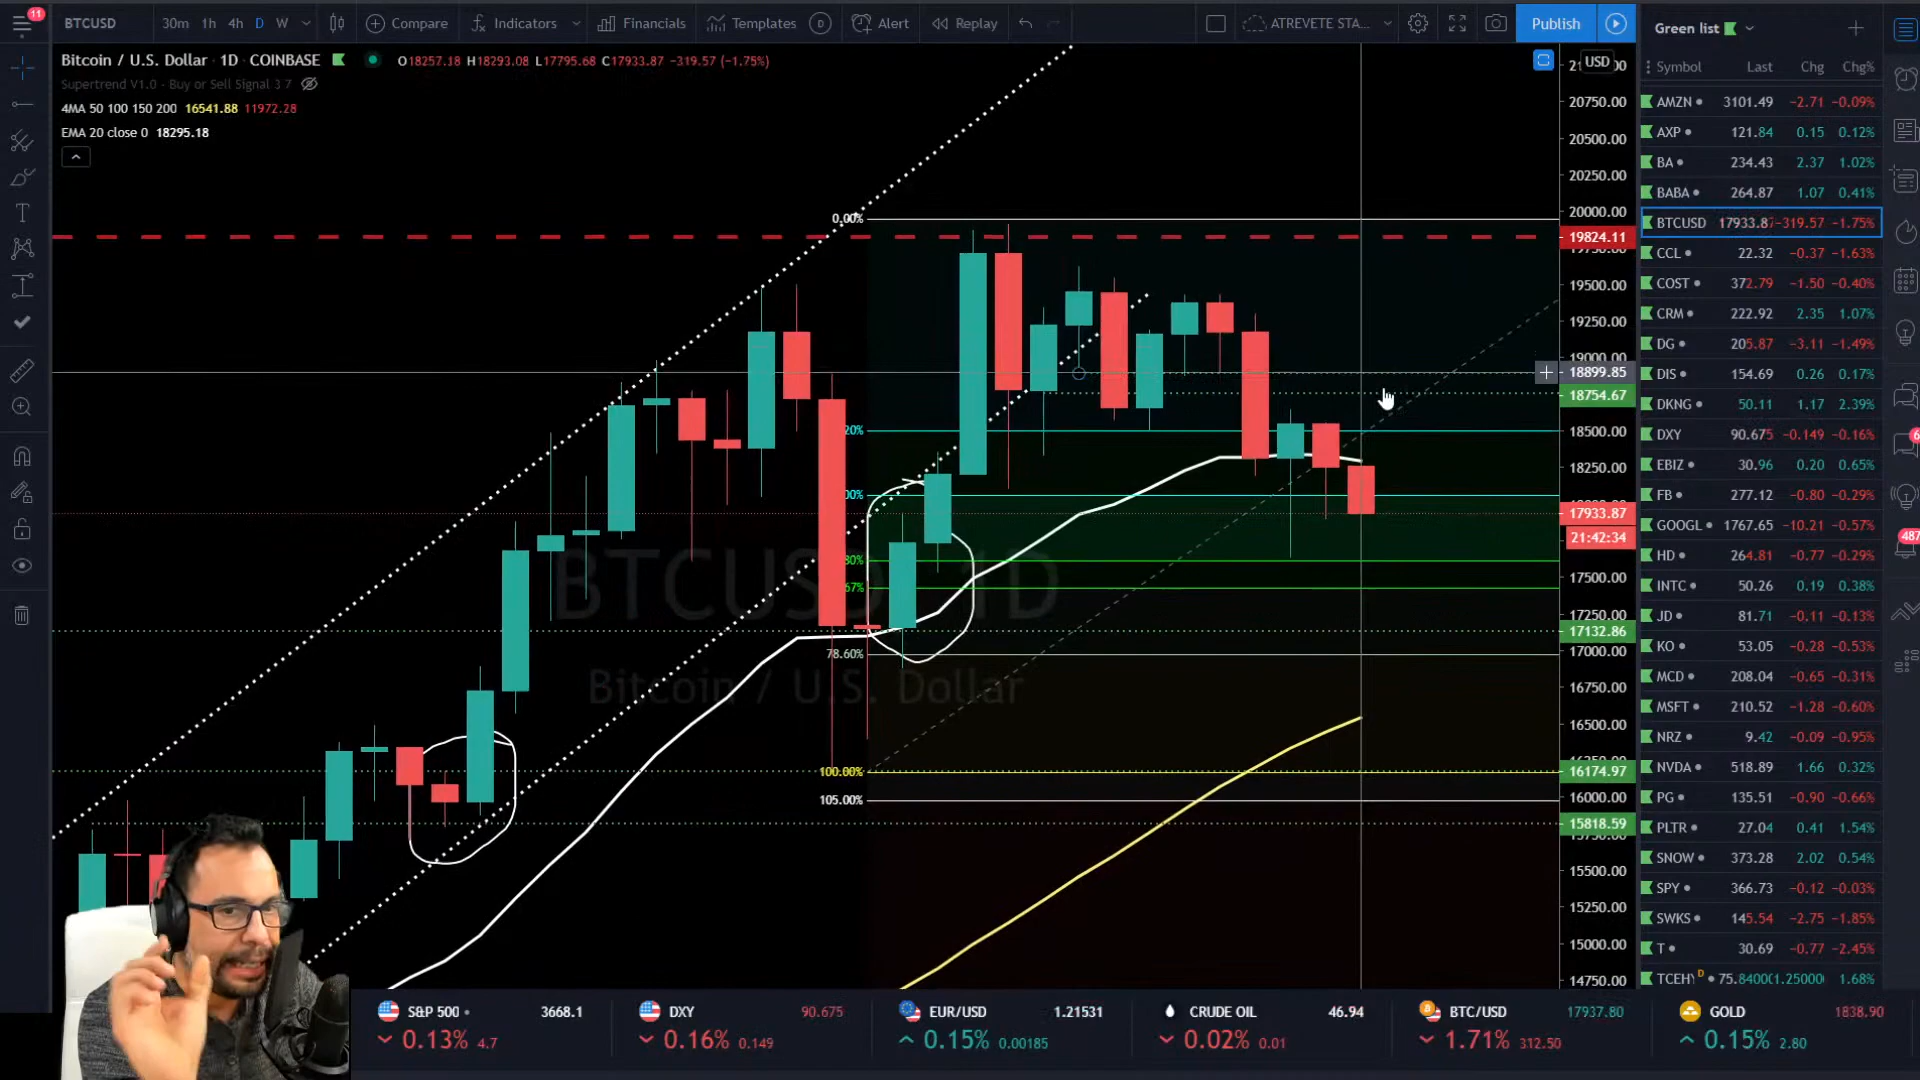 11
BTCUSD 30m 1h 4h D W Compare Indicators Financials Templates D Alert Replay ATREVETE STA... Publish
Bitcoin / U.S. Dollar · 1D · COINBASE O18257.18 H18293.08 L17795.68 C17933.87 −319.57 (−1.75%)
Supertrend V1.0 - Buy or Sell Signal 3 7
4MA 50 100 150 200 16541.88 11972.28
EMA 20 close 0 18295.18
USD
20750.00
20500.00
20250.00
20000.00
0.00%
19824.11
19500.00
19250.00
19000.00
18899.85
18754.67
18500.00
18250.00
17933.87
21:42:34
17500.00
17250.00
17132.86
17000.00
78.60%
16750.00
16500.00
16174.97
100.00%
16000.00
105.00%
15818.59
15500.00
15250.00
15000.00
14750.00
BTCUSD 1D
Bitcoin / U.S. Dollar
Green list
Symbol Last Chg Chg%
AMZN 3101.49 −2.71 −0.09%
AXP 121.84 0.15 0.12%
BA 234.43 2.37 1.02%
BABA 264.87 1.07 0.41%
BTCUSD 17933.87 −319.57 −1.75%
CCL 22.32 −0.37 −1.63%
COST 372.79 −1.50 −0.40%
CRM 222.92 2.35 1.07%
DG 205.87 −3.11 −1.49%
DIS 154.69 0.26 0.17%
DKNG 50.11 1.17 2.39%
DXY 90.675 −0.149 −0.16%
EBIZ 30.96 0.20 0.65%
FB 277.12 −0.80 −0.29%
GOOGL 1767.65 −10.21 −0.57%
HD 264.81 −0.77 −0.29%
INTC 50.26 0.19 0.38%
JD 81.71 −0.11 −0.13%
KO 53.05 −0.28 −0.53%
MCD 208.04 −0.65 −0.31%
MSFT 210.52 −1.28 −0.60%
NRZ 9.42 −0.09 −0.95%
NVDA 518.89 1.66 0.32%
PG 135.51 −0.90 −0.66%
PLTR 27.04 0.41 1.54%
SNOW 373.28 2.02 0.54%
SPY 366.73 −0.12 −0.03%
SWKS 145.54 −2.75 −1.85%
T 30.69 −0.77 −2.45%
TCEHY D 75.84000 1.25000 1.68%
487
S&P 500 3668.1
0.13% 4.7
DXY 90.675
0.16% 0.149
EUR/USD 1.21531
0.15% 0.00185
CRUDE OIL 46.94
0.02% 0.01
BTC/USD 17937.80
1.71% 312.50
GOLD 1838.90
0.15% 2.80